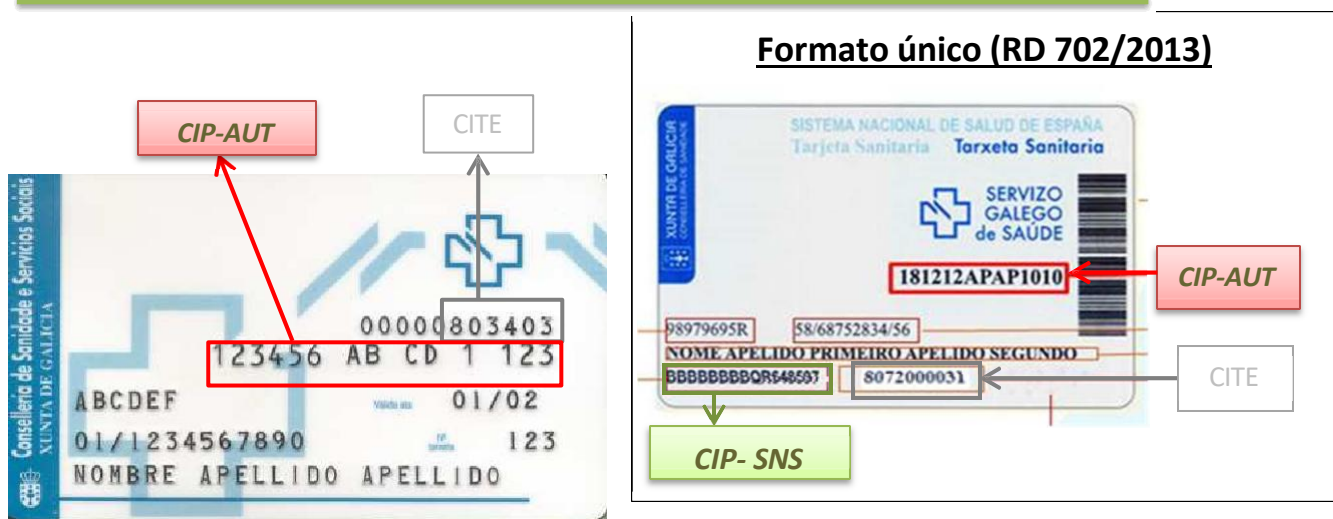 Formato único (RD 702/2013)
CIP-AUT
CITE
Consellería de Sanidade e Servicios Sociais
XUNTA DE GALICIA
00000803403
123456 AB CD 1 123
ABCDEF
01/02
01/1234567890
123
NOMBRE APELLIDO APELLIDO
XUNTA DE GALICIA
CONSELLERÍA DE SANIDADE
SISTEMA NACIONAL DE SALUD DE ESPAÑA
Tarjeta Sanitaria Tarxeta Sanitaria
SERVIZO
GALEGO
de SAÚDE
181212APAP1010
CIP-AUT
98979695R 58/68752834/56
NOME APELIDO PRIMEIRO APELIDO SEGUNDO
8072000031
CITE
CIP- SNS